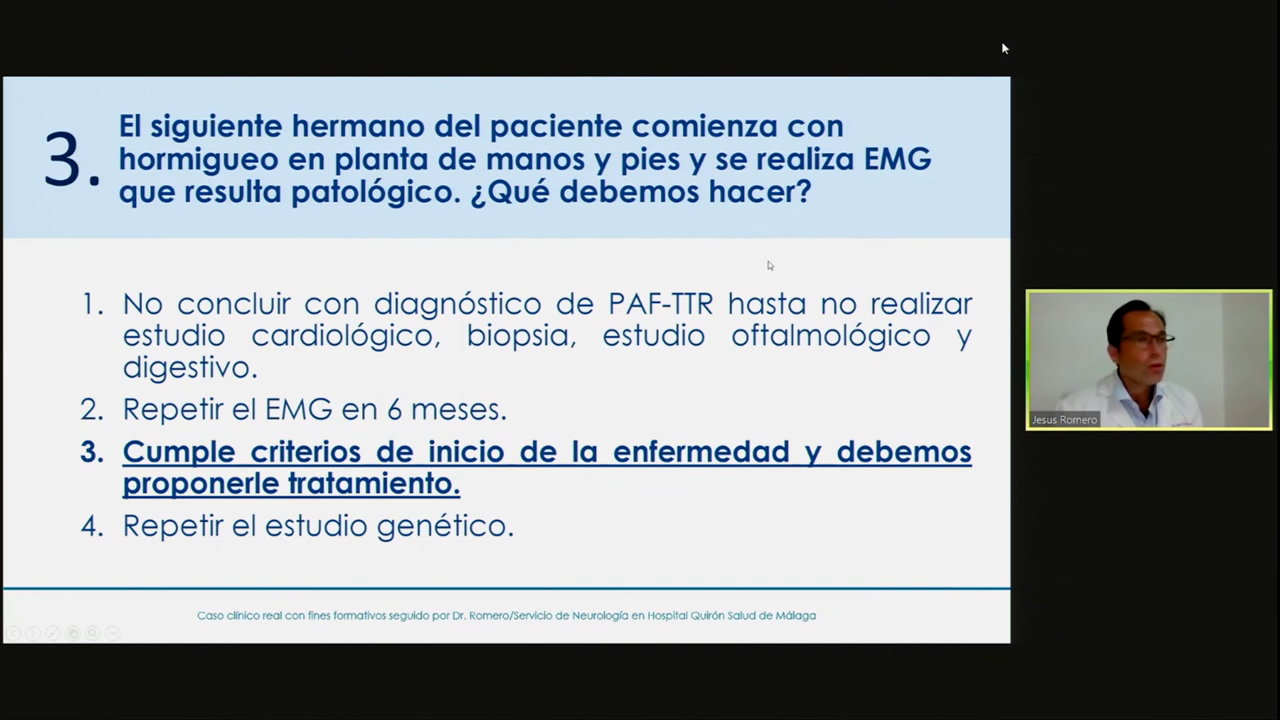 3.
El siguiente hermano del paciente comienza con
hormigueo en planta de manos y pies y se realiza EMG
que resulta patológico. ¿Qué debemos hacer?
1. No concluir con diagnóstico de PAF-TTR hasta no realizar
estudio cardiológico, biopsia, estudio oftalmológico y
digestivo.
2. Repetir el EMG en 6 meses.
3. Cumple criterios de inicio de la enfermedad y debemos
proponerle tratamiento.
4. Repetir el estudio genético.
Caso clínico real con fines formativos seguido por Dr. Romero/Servicio de Neurología en Hospital Quirón Salud de Málaga
Jesus Romero